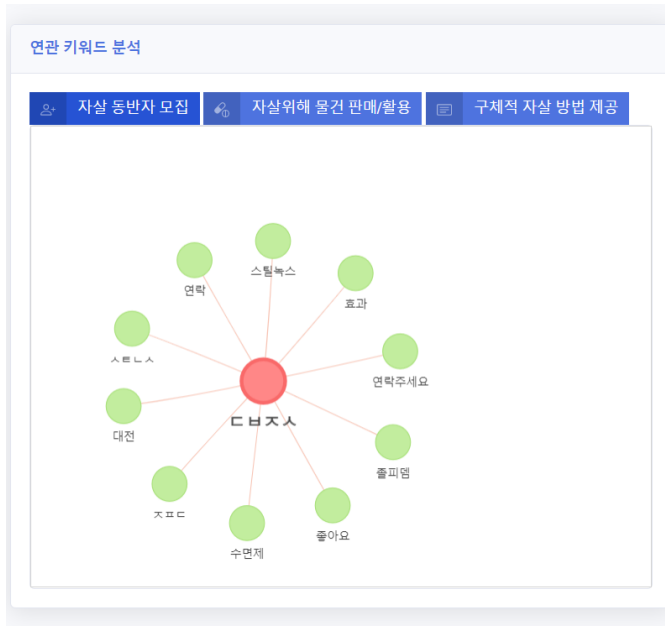 연관 키워드 분석
자살 동반자 모집
자살위해 물건 판매/활용
구체적 자살 방법 제공
스틸녹스
연락
효과
ㅅㅌㄴㅅ
연락주세요
ㄷㅂㅈㅅ
대전
졸피뎀
ㅈㅍㄷ
좋아요
수면제